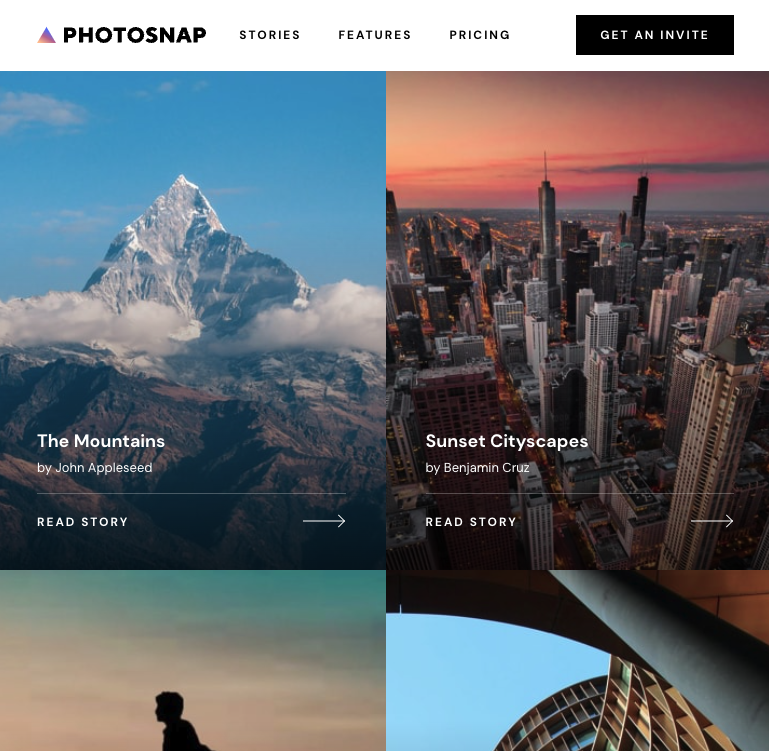 PHOTOSNAP
STORIES
FEATURES
PRICING
GET AN INVITE
The Mountains
by John Appleseed
READ STORY
Sunset Cityscapes
by Benjamin Cruz
READ STORY